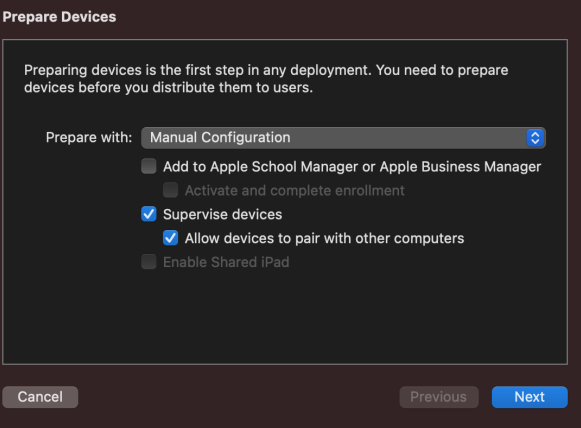 Prepare Devices
Preparing devices is the first step in any deployment. You need to prepare
devices before you distribute them to users.
Prepare with: Manual Configuration
Add to Apple School Manager or Apple Business Manager
Activate and complete enrollment
Supervise devices
Allow devices to pair with other computers
Enable Shared iPad
Cancel Previous Next